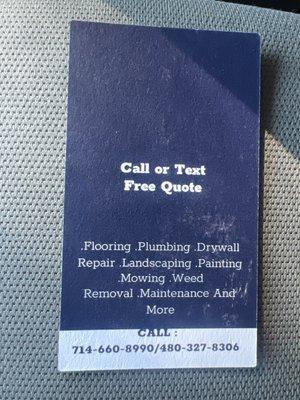 Call or Text
Free Quote
.Flooring .Plumbing .Drywall
Repair .Landscaping .Painting
.Mowing .Weed
Removal .Maintenance And
More
CALL :
714-660-8990/480-327-8306